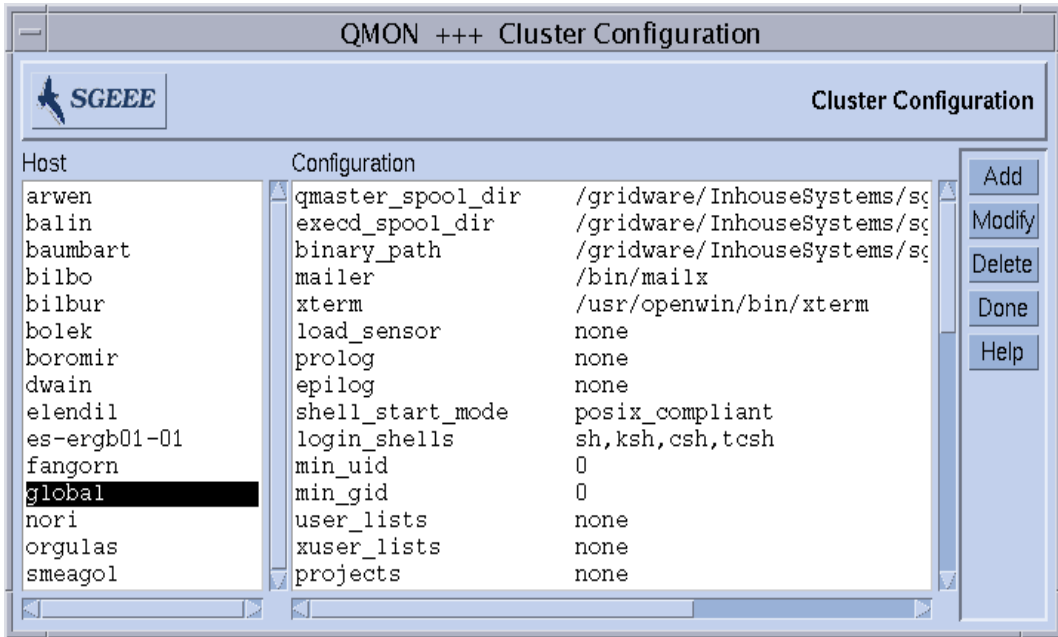 QMON +++ Cluster Configuration
SGEEE
Cluster Configuration
Host
arwen
balin
baumbart
bilbo
bilbur
bolek
boromir
dwain
elendil
es-ergb01-01
fangorn
global
nori
orgulas
smeagol
Configuration
qmaster_spool_dir /gridware/InhouseSystems/sg
execd_spool_dir /gridware/InhouseSystems/sg
binary_path /gridware/InhouseSystems/sg
mailer /bin/mailx
xterm /usr/openwin/bin/xterm
load_sensor none
prolog none
epilog none
shell_start_mode posix_compliant
login_shells sh,ksh,csh,tcsh
min_uid 0
min_gid 0
user_lists none
xuser_lists none
projects none
Add
Modify
Delete
Done
Help